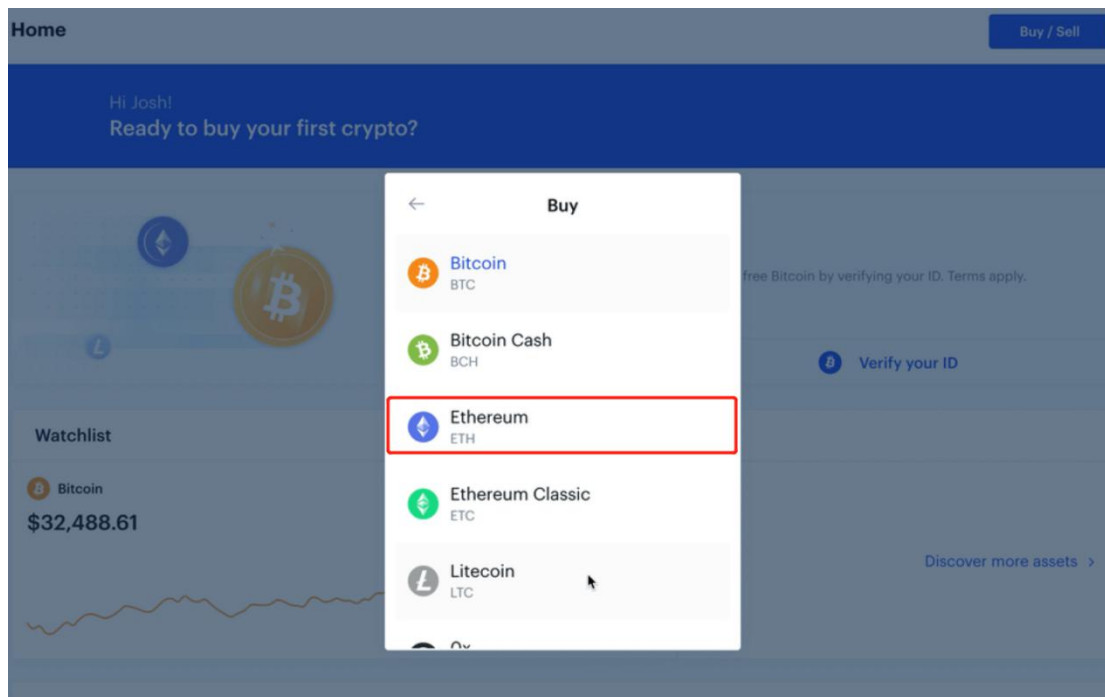 Home
Buy / Sell
Hi Josh!
Ready to buy your first crypto?
Buy
Bitcoin
BTC
free Bitcoin by verifying your ID. Terms apply.
Bitcoin Cash
BCH
Verify your ID
Ethereum
ETH
Watchlist
Bitcoin
$32,488.61
Ethereum Classic
ETC
Discover more assets >
Litecoin
LTC